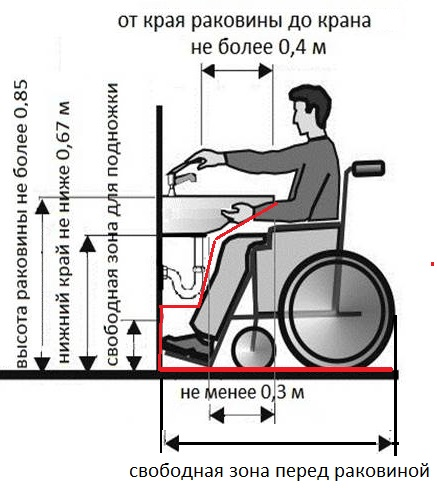 от края раковины до крана
не более 0,4 м
высота раковины не более 0,85
нижний край не ниже 0,67 м
свободная зона для подножки
не менее 0,3 м
свободная зона перед раковиной